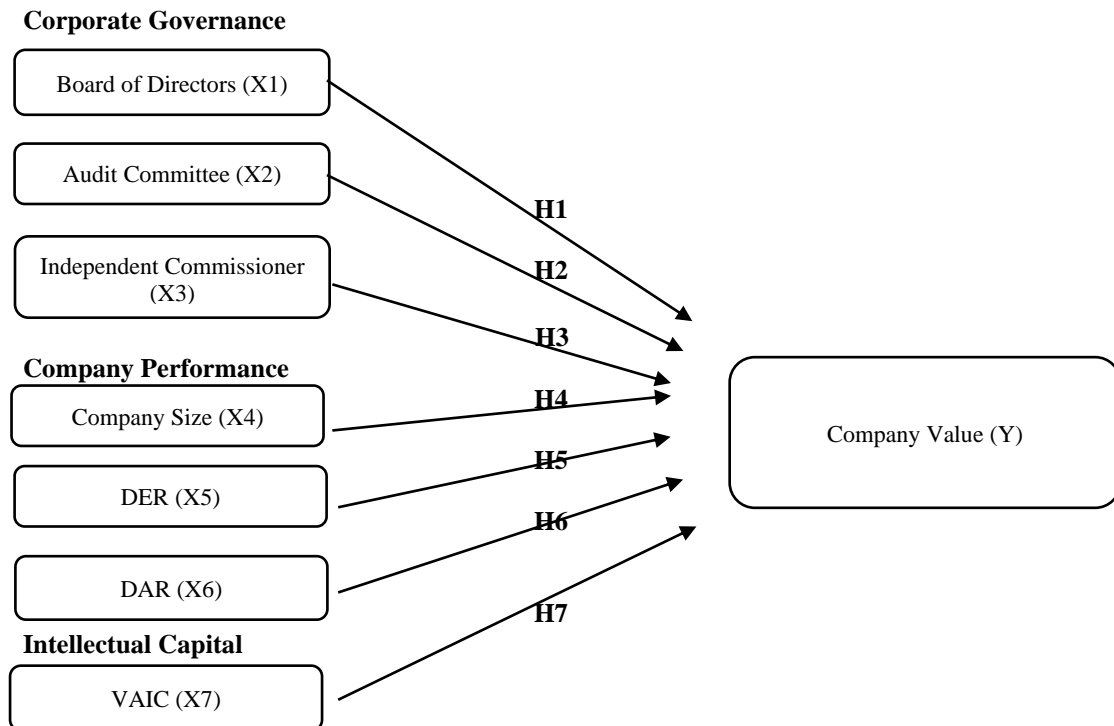 Corporate Governance
Board of Directors (X1)
Audit Committee (X2)
H1
Independent Commissioner
(X3)
H2
H3
Company Performance
Company Size (X4)
H4
Company Value (Y)
DER (X5)
H5
H6
DAR (X6)
H7
Intellectual Capital
VAIC (X7)